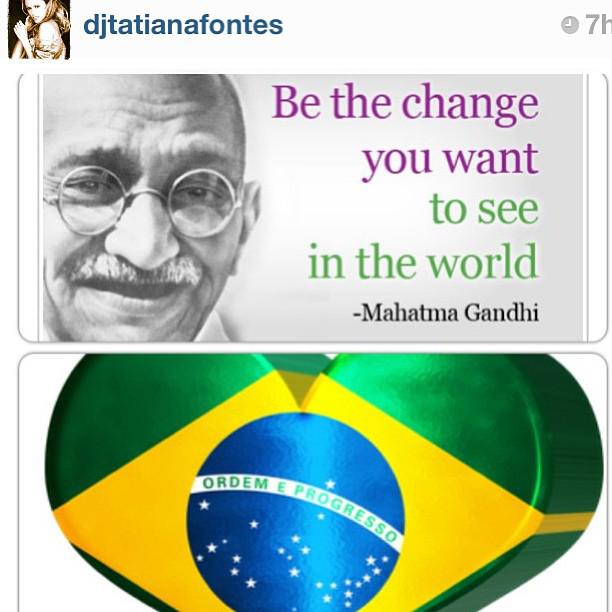 djtatianafontes
7h
Be the change
you want
to see
in the world
-Mahatma Gandhi
ORDEM E PROGRESSO